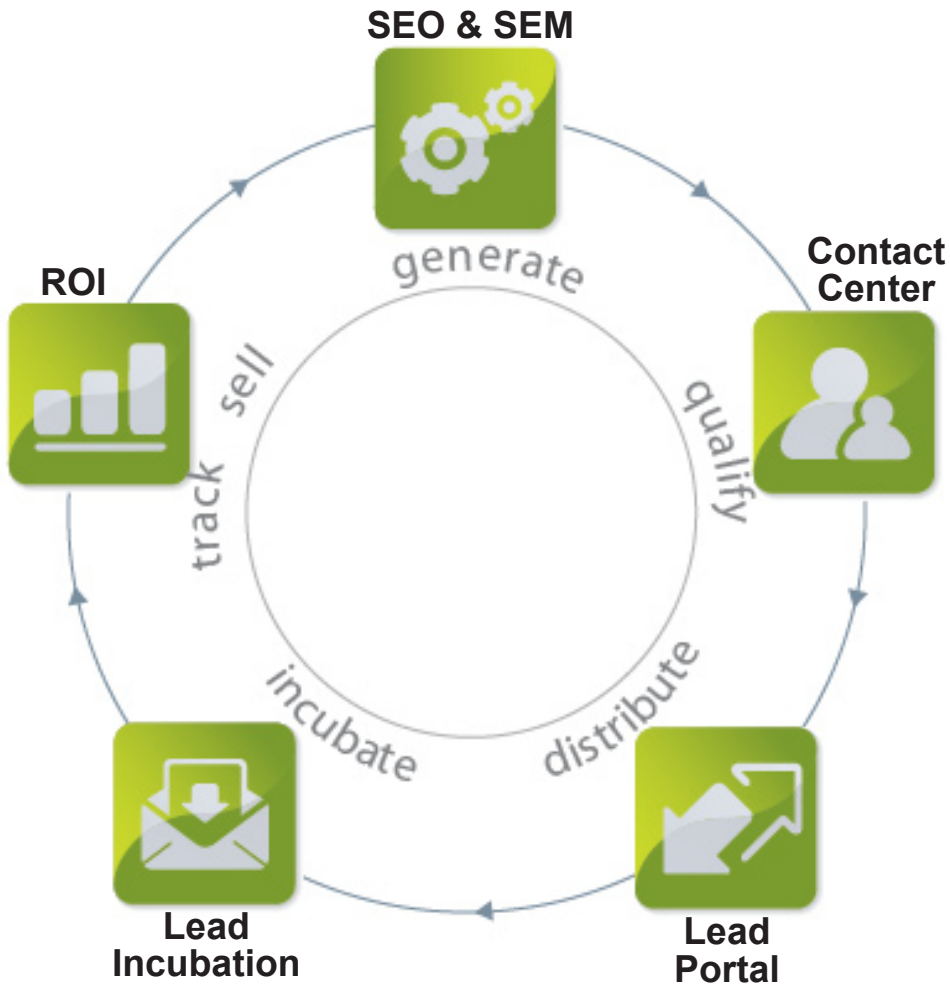 SEO & SEM
generate
Contact
Center
qualify
distribute
Lead
Portal
incubate
Lead
Incubation
track
sell
ROI